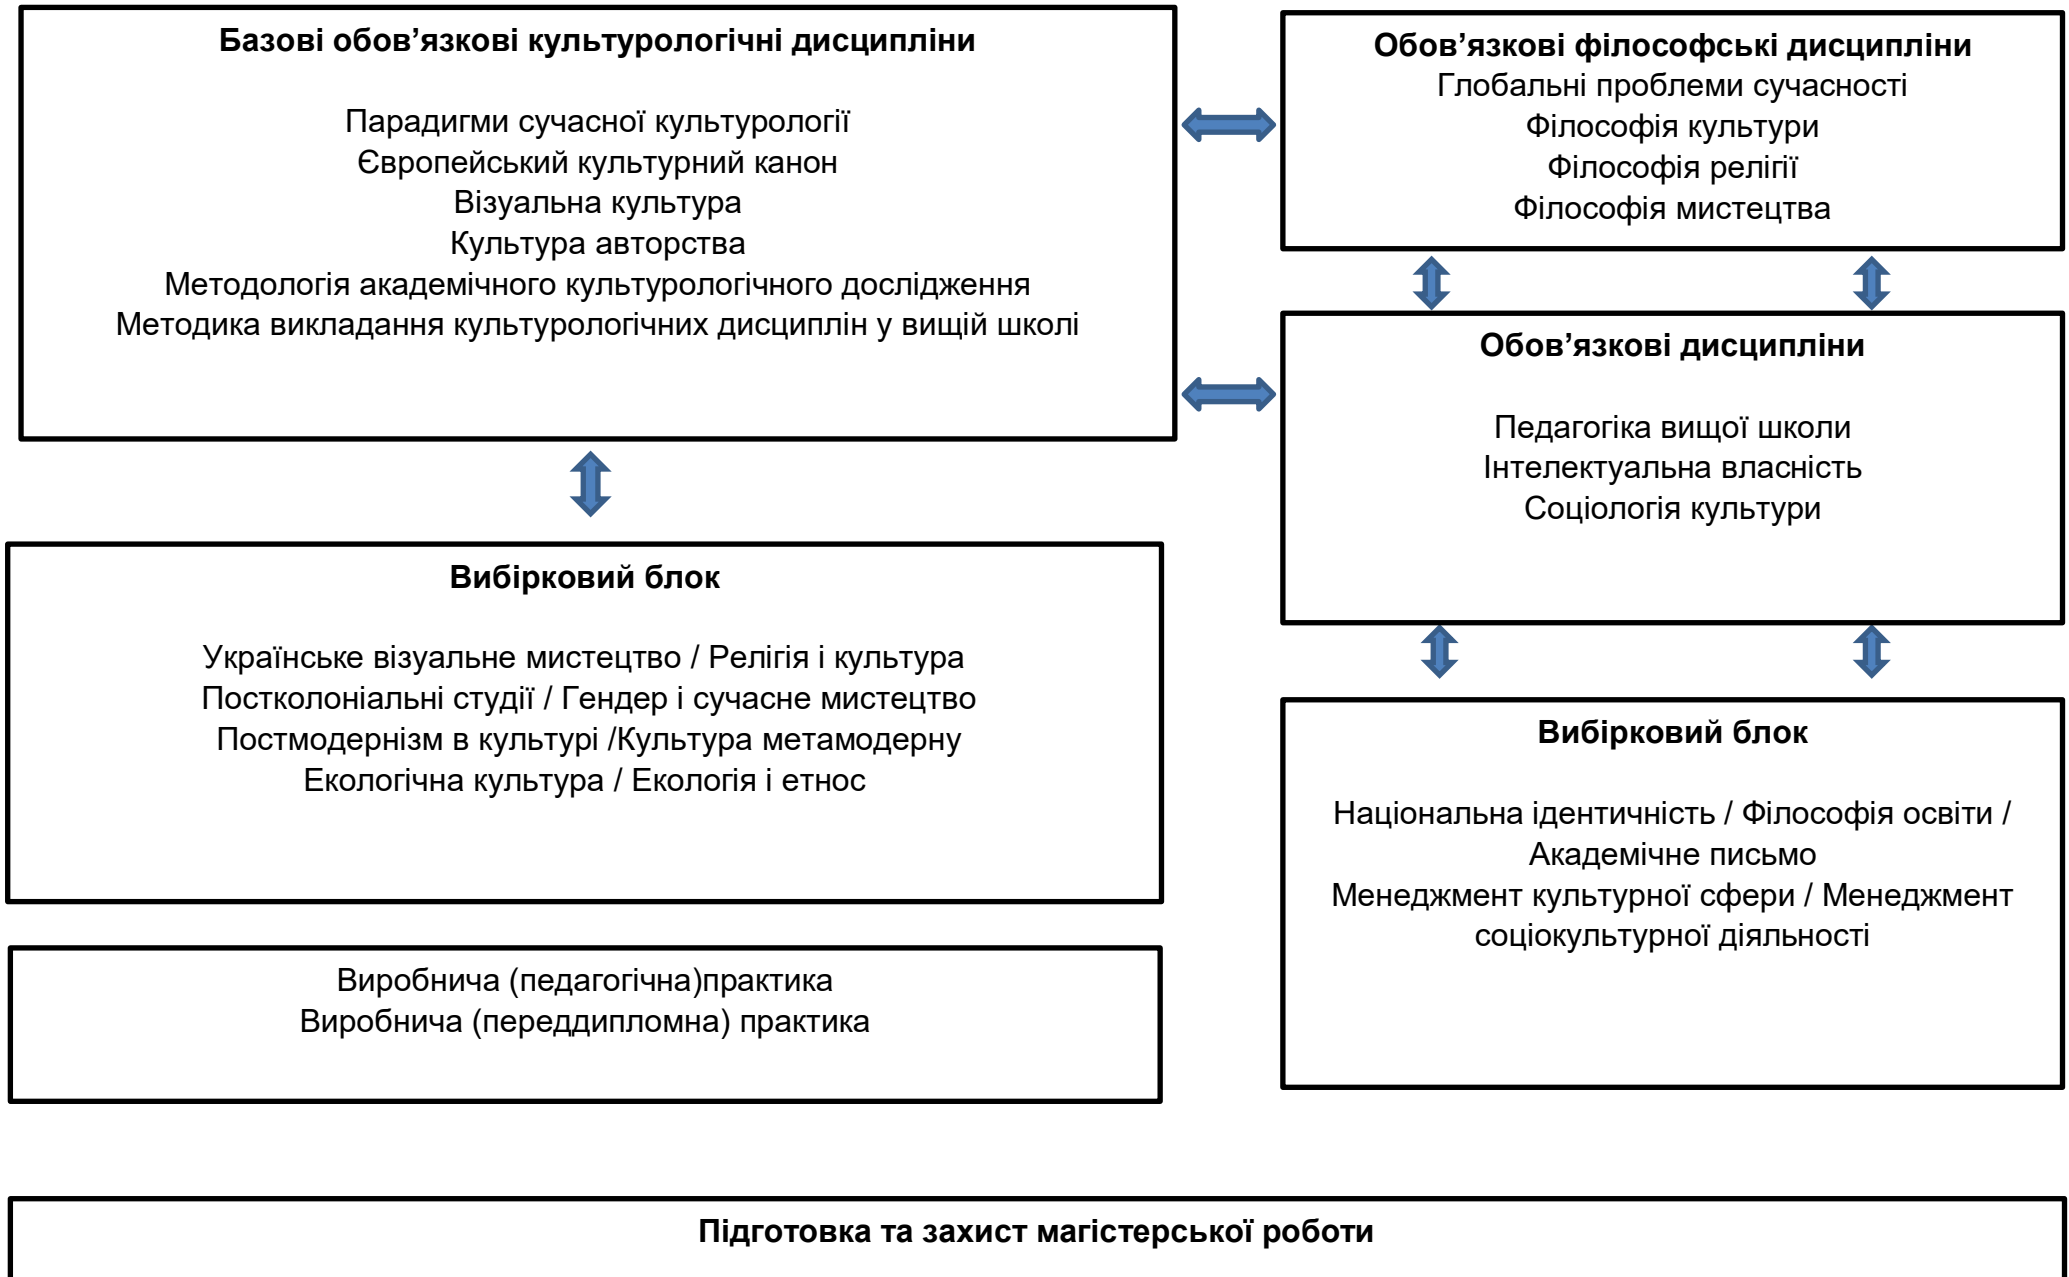 Базові обов’язкові культурологічні дисципліни
Парадигми сучасної культурології
Європейський культурний канон
Візуальна культура
Культура авторства
Методологія академічного культурологічного дослідження
Методика викладання культурологічних дисциплін у вищій школі
Обов’язкові філософські дисципліни
Глобальні проблеми сучасності
Філософія культури
Філософія релігії
Філософія мистецтва
Обов’язкові дисципліни
Педагогіка вищої школи
Інтелектуальна власність
Соціологія культури
Вибірковий блок
Українське візуальне мистецтво / Релігія і культура
Постколоніальні студії / Гендер і сучасне мистецтво
Постмодернізм в культурі /Культура метамодерну
Екологічна культура / Екологія і етнос
Вибірковий блок
Національна ідентичність / Філософія освіти /
Академічне письмо
Менеджмент культурної сфери / Менеджмент
соціокультурної діяльності
Виробнича (педагогічна)практика
Виробнича (переддипломна) практика
Підготовка та захист магістерської роботи